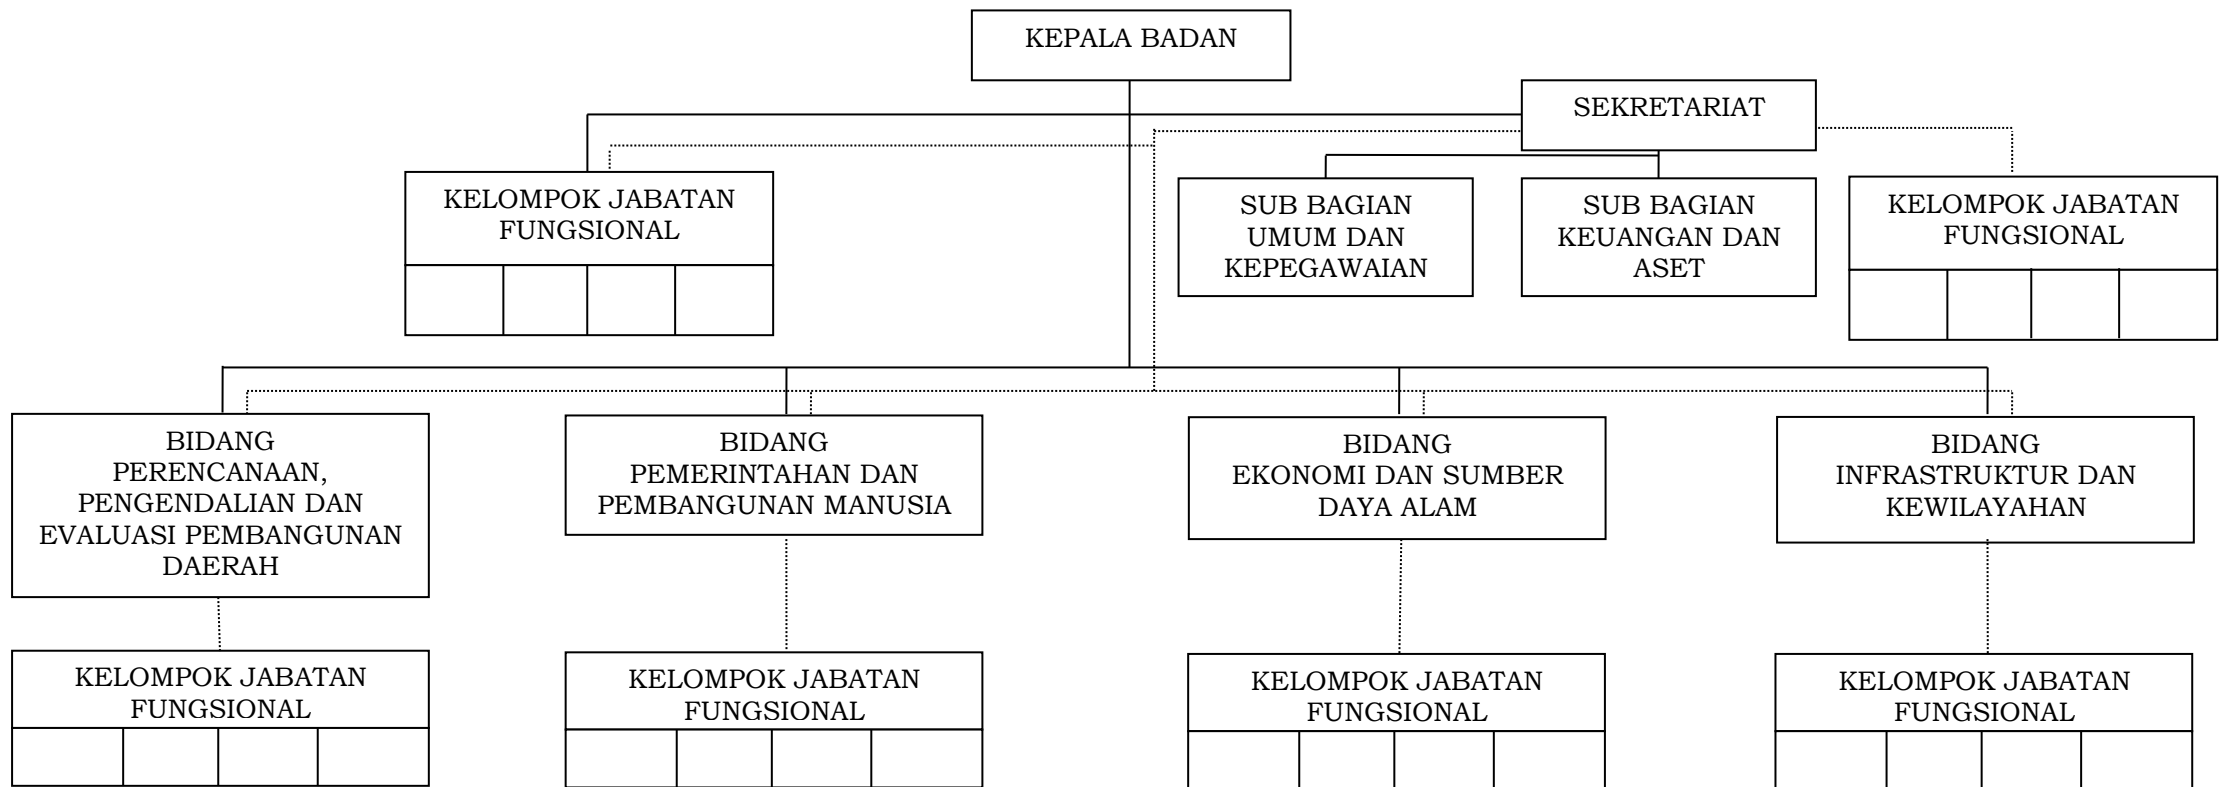 KEPALA BADAN
SEKRETARIAT
KELOMPOK JABATAN
FUNGSIONAL
SUB BAGIAN
UMUM DAN
KEPEGAWAIAN
SUB BAGIAN
KEUANGAN DAN
ASET
KELOMPOK JABATAN
FUNGSIONAL
BIDANG
PERENCANAAN,
PENGENDALIAN DAN
EVALUASI PEMBANGUNAN
DAERAH
BIDANG
PEMERINTAHAN DAN
PEMBANGUNAN MANUSIA
BIDANG
EKONOMI DAN SUMBER
DAYA ALAM
BIDANG
INFRASTRUKTUR DAN
KEWILAYAHAN
KELOMPOK JABATAN
FUNGSIONAL
KELOMPOK JABATAN
FUNGSIONAL
KELOMPOK JABATAN
FUNGSIONAL
KELOMPOK JABATAN
FUNGSIONAL